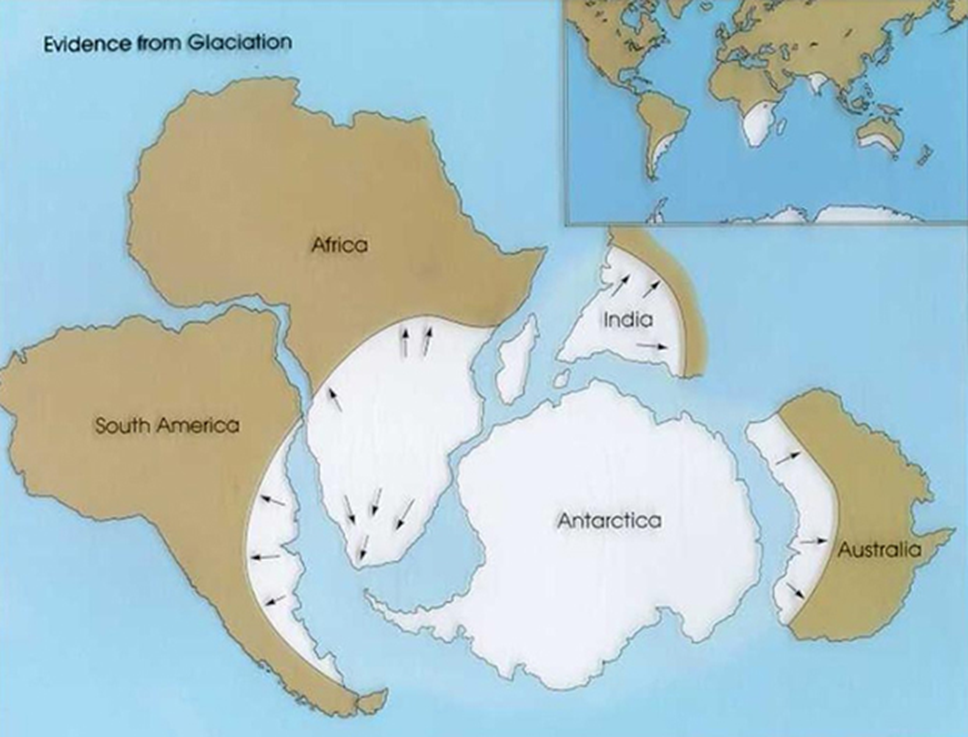 Evidence from Glaciation
Africa
India
South America
Antarctica
Australia